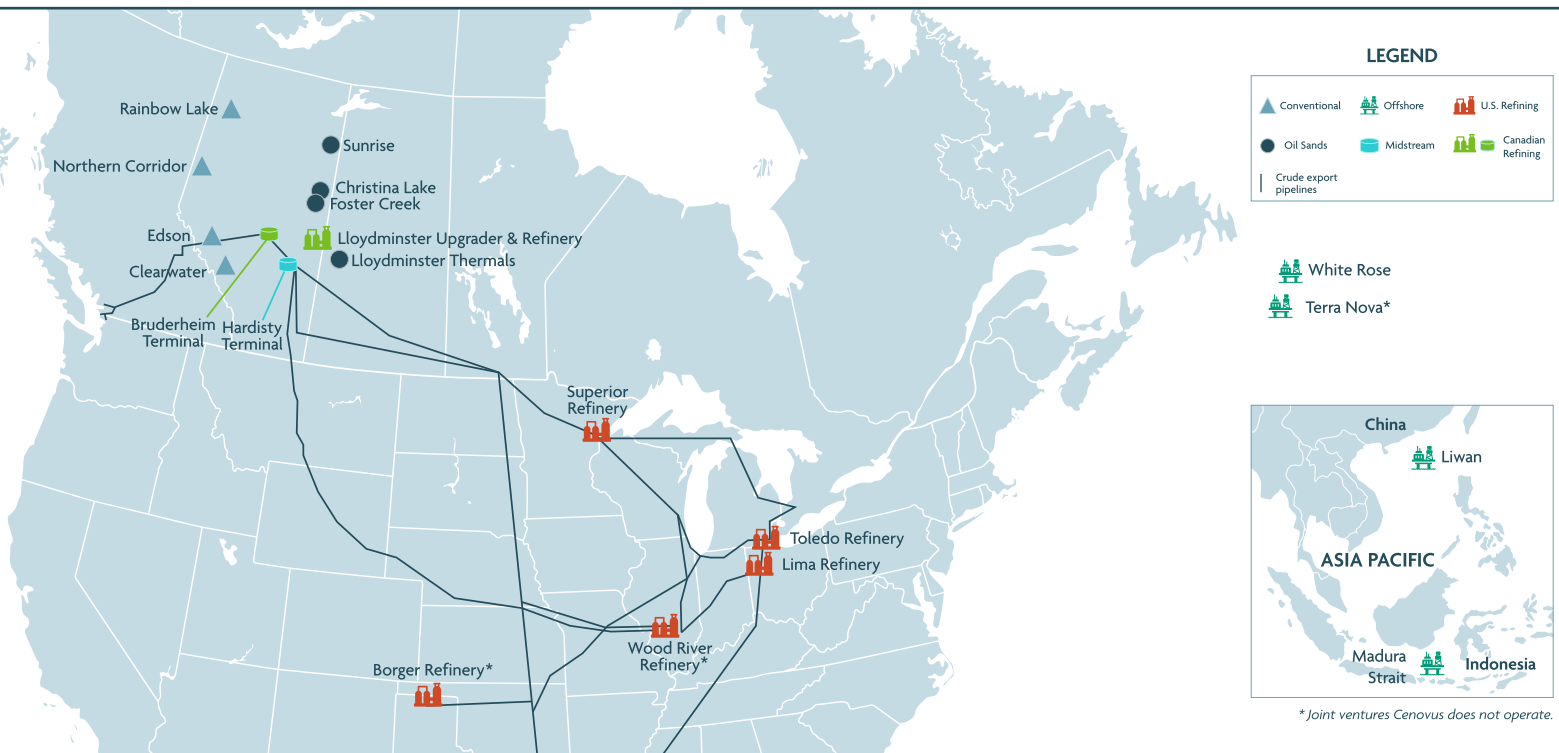 LEGEND
Conventional
Offshore
U.S. Refining
Oil Sands
Midstream
Canadian
Refining
Crude export
pipelines
Rainbow Lake
Sunrise
Northern Corridor
Christina Lake
Foster Creek
Edson
Lloydminster Upgrader & Refinery
Clearwater
Lloydminster Thermals
Bruderheim
Terminal
Hardisty
Terminal
White Rose
Terra Nova*
Superior
Refinery
Toledo Refinery
Lima Refinery
Wood River
Refinery*
Borger Refinery*
China
Liwan
ASIA PACIFIC
Madura
Strait
Indonesia
* Joint ventures Cenovus does not operate.